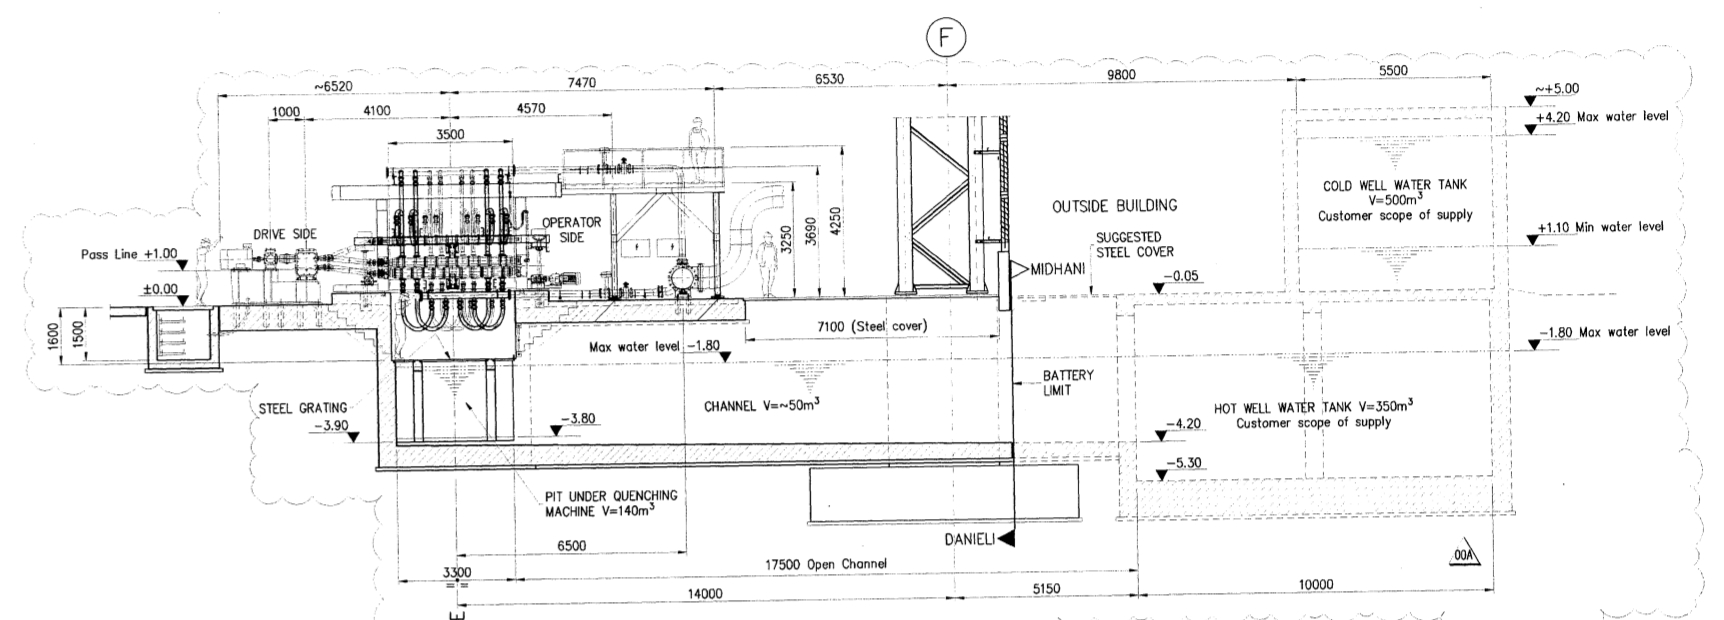 F
~6520
7470
6530
9800
5500
1000
4100
4570
3500
~+5.00
+4.20 Max water level
COLD WELL WATER TANK
V=500m³
Customer scope of supply
+1.10 Min water level
DRIVE SIDE
OPERATOR
SIDE
3250
3690
4250
OUTSIDE BUILDING
SUGGESTED
STEEL COVER
MIDHANI
-0.05
Pass Line +1.00
±0.00
1600
1500
7100 (Steel cover)
Max water level -1.80
-1.80 Max water level
BATTERY
LIMIT
STEEL GRATING
-3.90
-3.80
CHANNEL V=~50m³
HOT WELL WATER TANK V=350m³
Customer scope of supply
-4.20
-5.30
PIT UNDER QUENCHING
MACHINE V=140m³
DANIELI
00A
6500
17500 Open Channel
3300
= =
14000
5150
10000
E